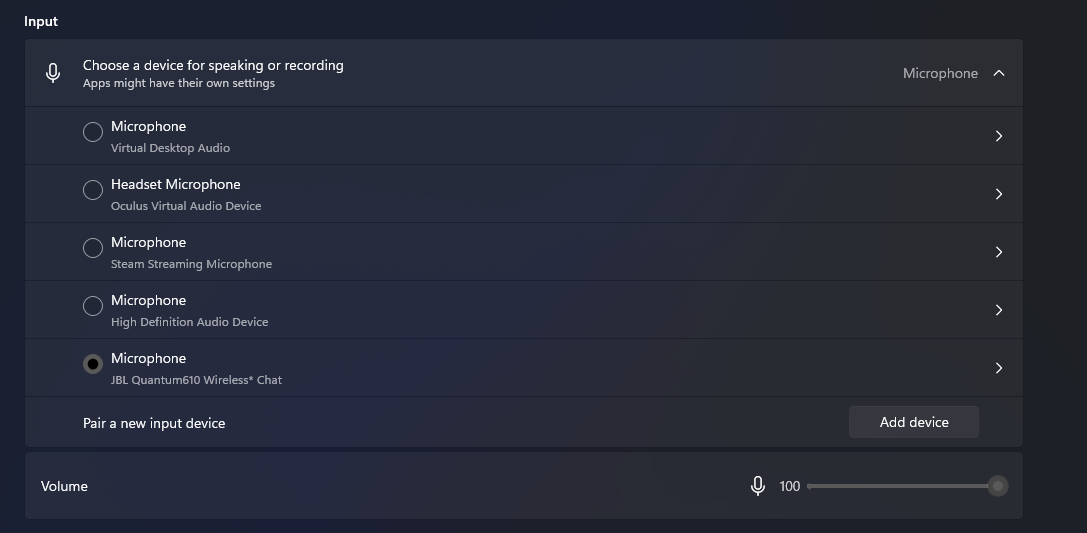 Input
Choose a device for speaking or recording
Apps might have their own settings
Microphone
Microphone
Virtual Desktop Audio
Headset Microphone
Oculus Virtual Audio Device
Microphone
Steam Streaming Microphone
Microphone
High Definition Audio Device
Microphone
JBL Quantum610 Wireless* Chat
Pair a new input device
Add device
Volume
100